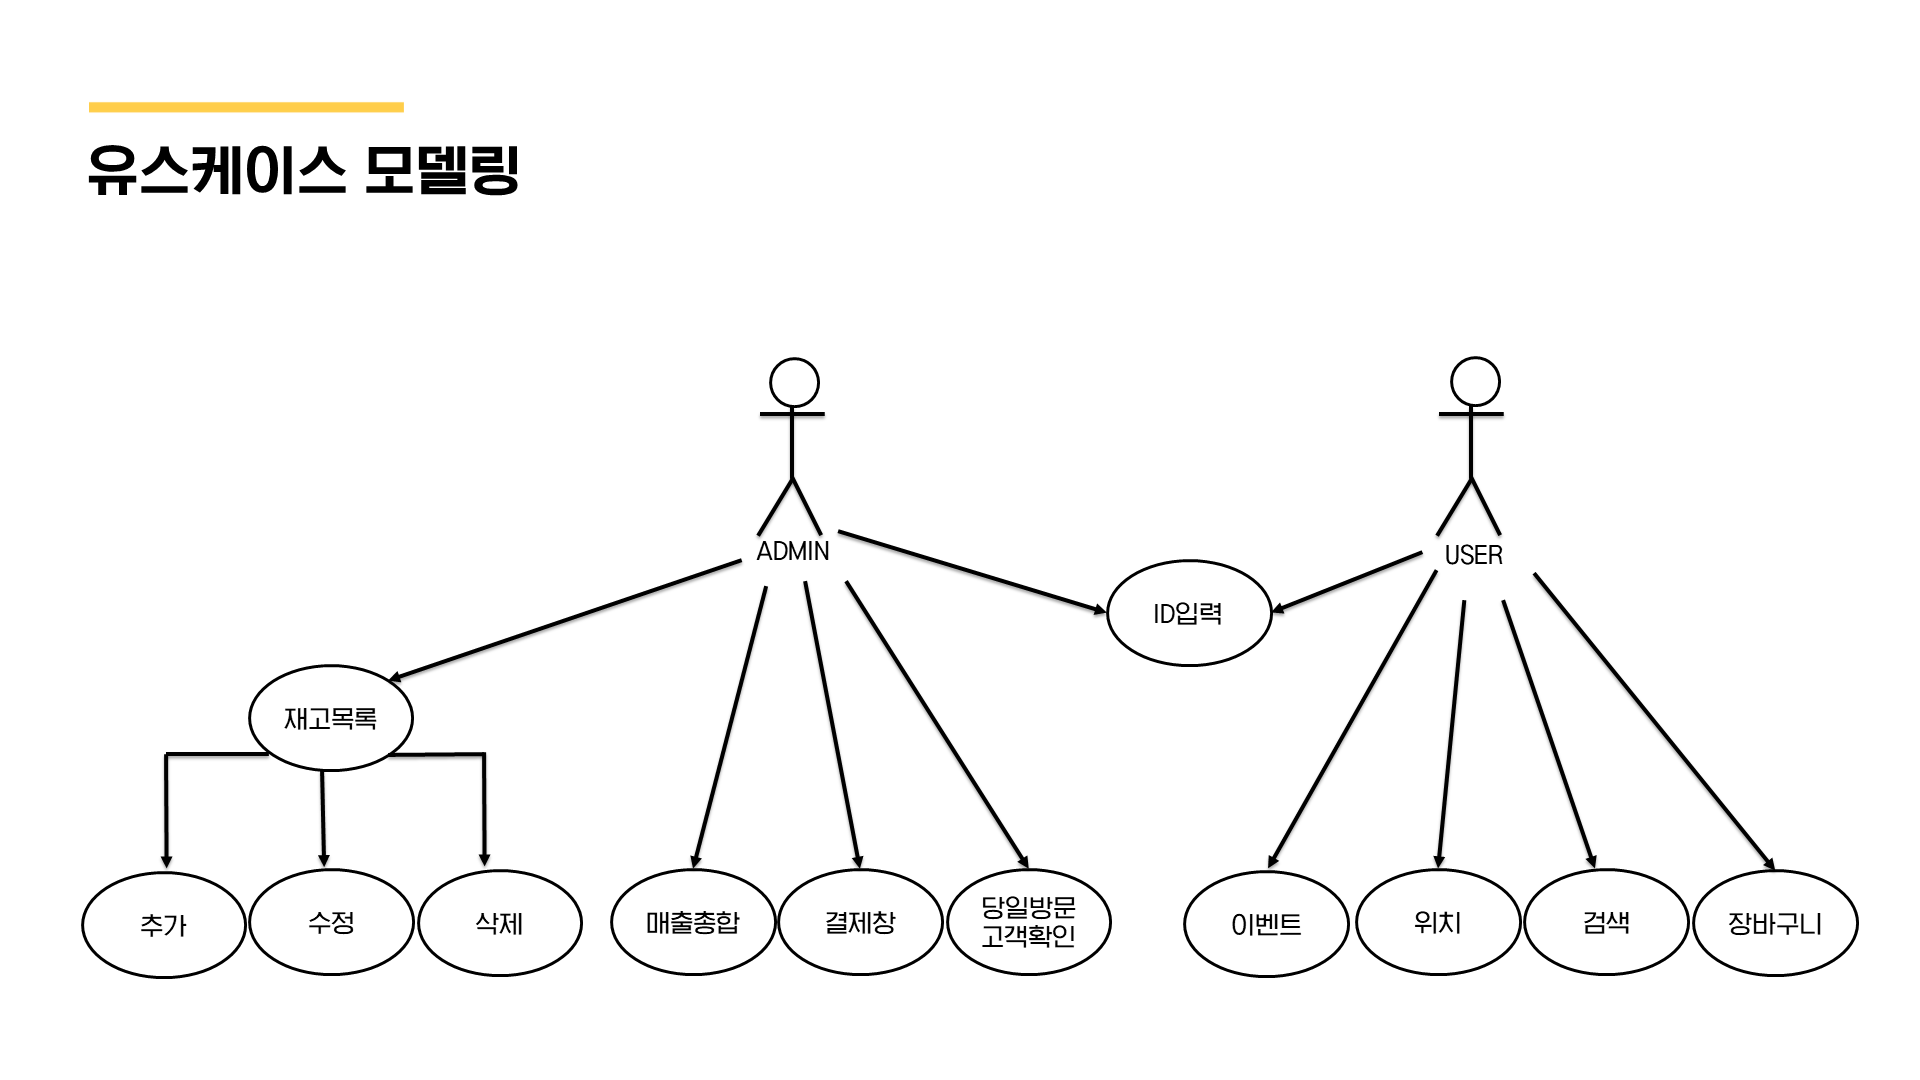 유스케이스 모델링
ADMIN
USER
ID입력
재고목록
추가
수정
삭제
매출총합
결제창
당일방문
고객확인
이벤트
위치
검색
장바구니